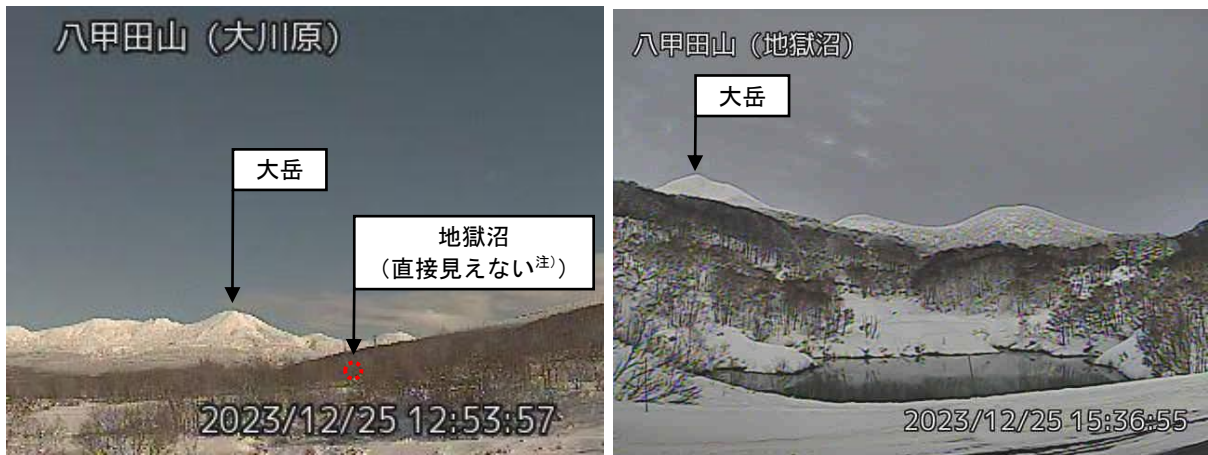 八甲田山（大川原）
大岳
地獄沼
（直接見えない注））
2023/12/25 12:53:57
八甲田山（地獄沼）
大岳
2023/12/25 15:36:55